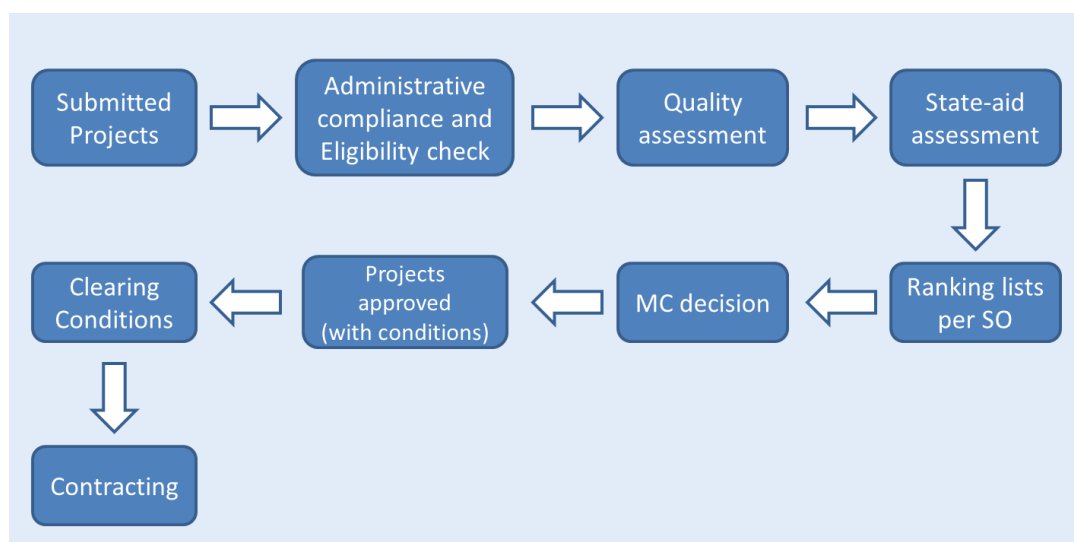 Submitted
Projects
Administrative
compliance and
Eligibility check
Quality
assessment
State-aid
assessment
Ranking lists
per SO
MC decision
Projects
approved
(with conditions)
Clearing
Conditions
Contracting